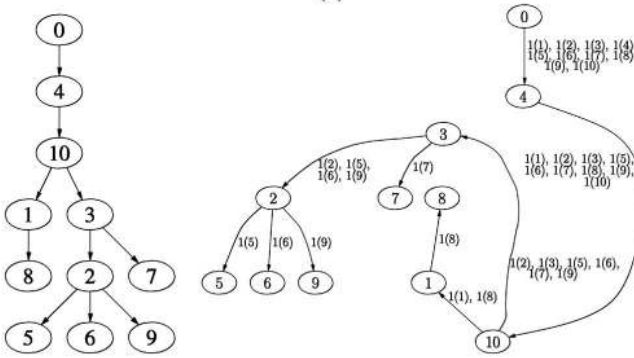 0
4
10
1 3
8 2 7
5 6 9
0
1(1), 1(2), 1(3), 1(4)
1(5), 1(6), 1(7), 1(8)
1(9), 1(10)
4
3
1(2), 1(5),
1(6), 1(9)
1(7)
1(1), 1(2), 1(3), 1(5),
1(6), 1(7), 1(8), 1(9),
1(10)
2
7
8
1(5) 1(6) 1(9)
1(8)
5 6 9
1
1(2), 1(3), 1(5), 1(6),
1(7), 1(9)
1(1), 1(8)
10